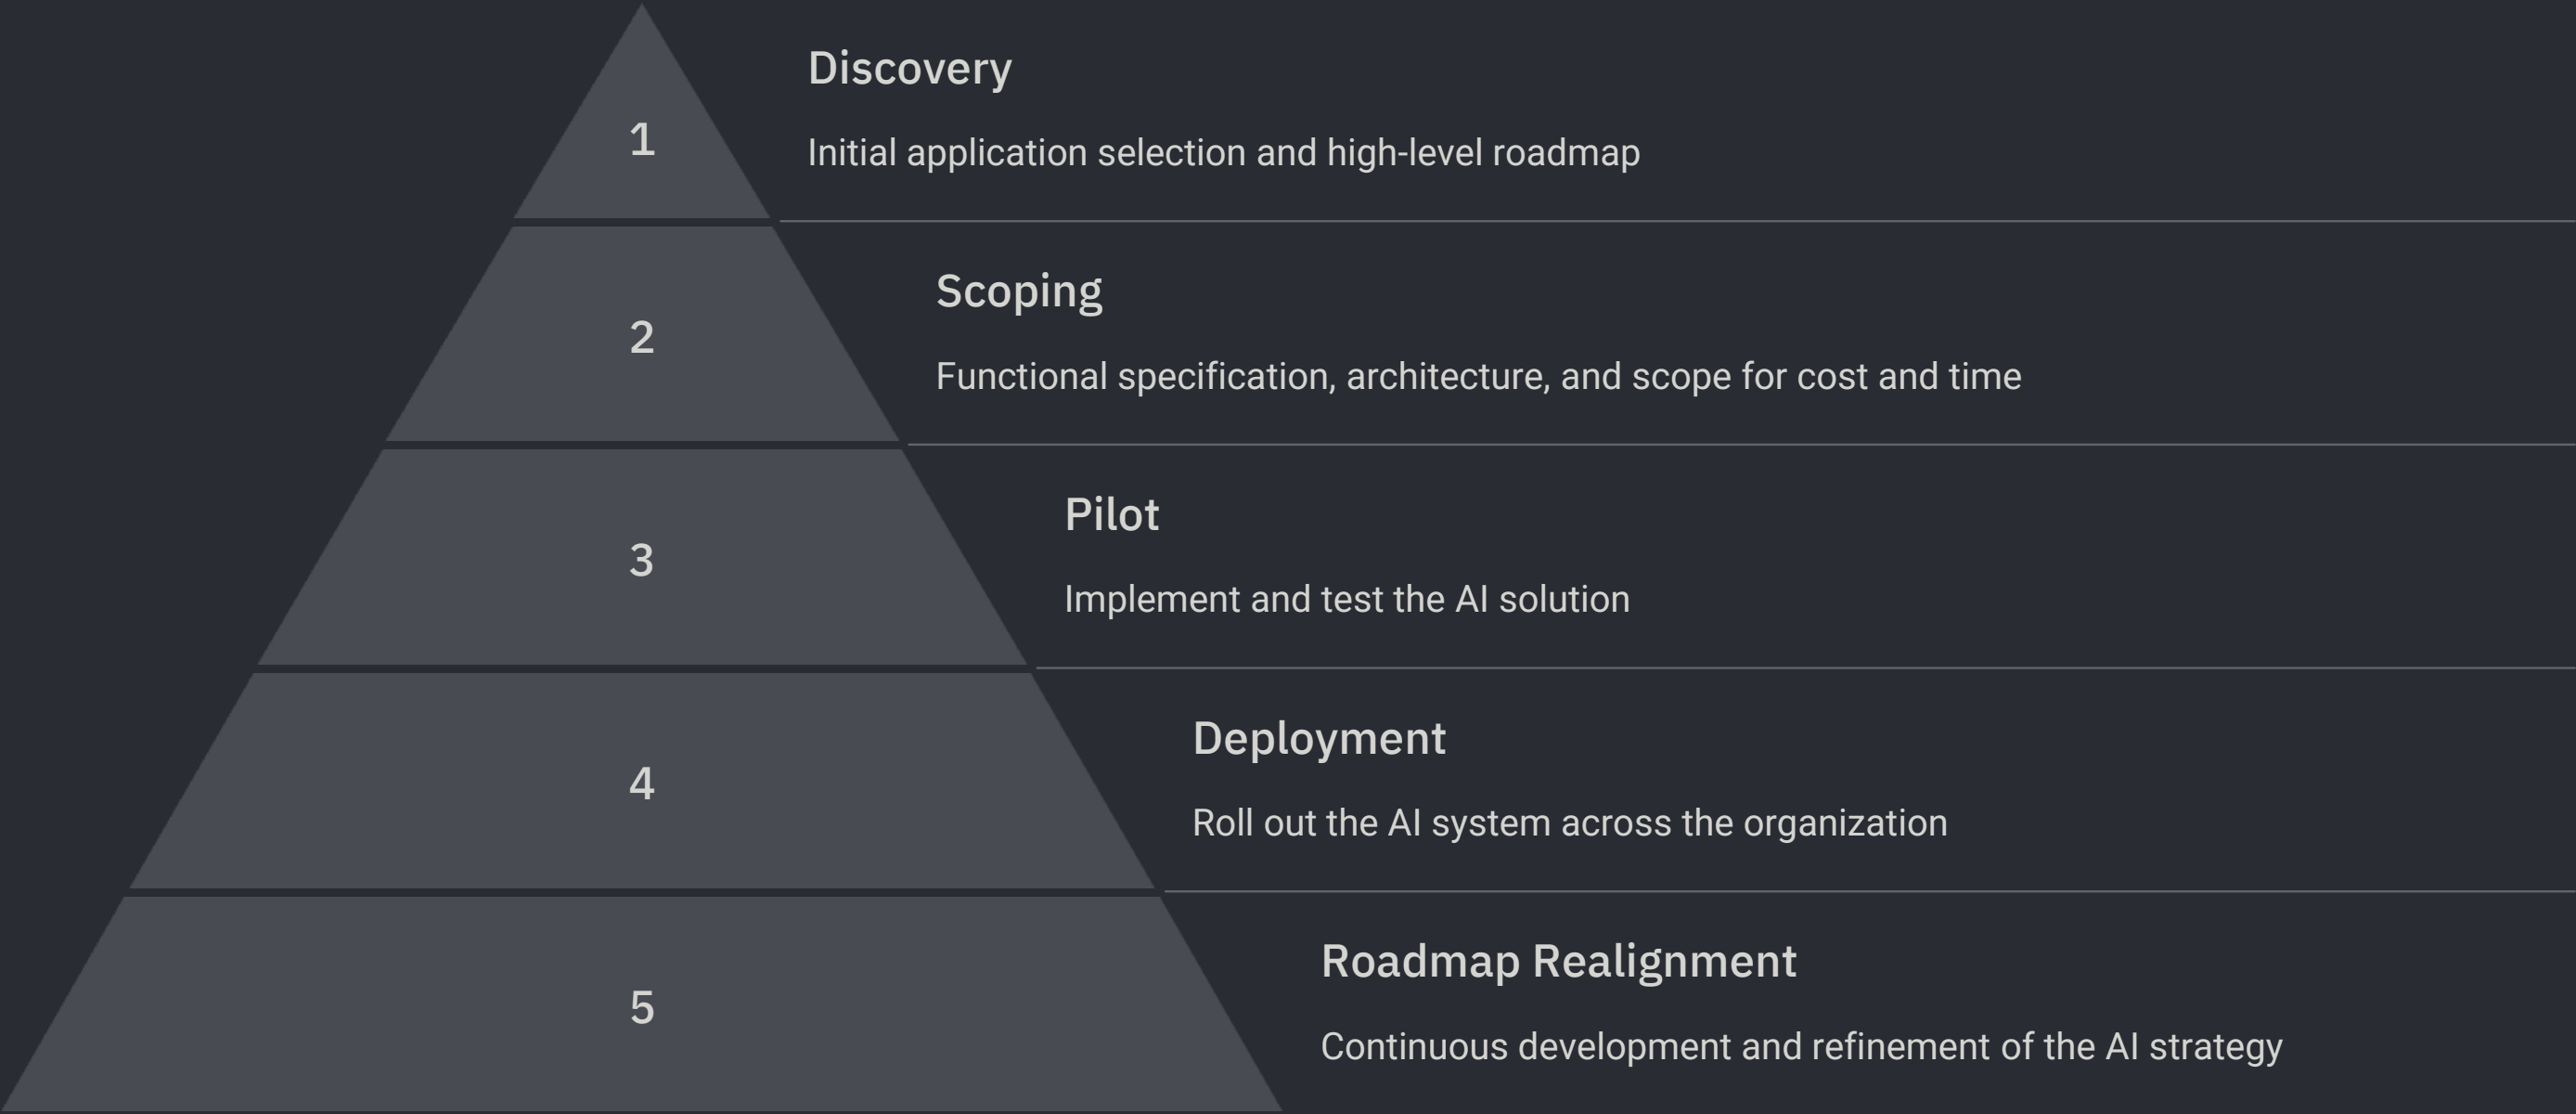 1
Discovery
Initial application selection and high-level roadmap
2
Scoping
Functional specification, architecture, and scope for cost and time
3
Pilot
Implement and test the AI solution
4
Deployment
Roll out the AI system across the organization
5
Roadmap Realignment
Continuous development and refinement of the AI strategy